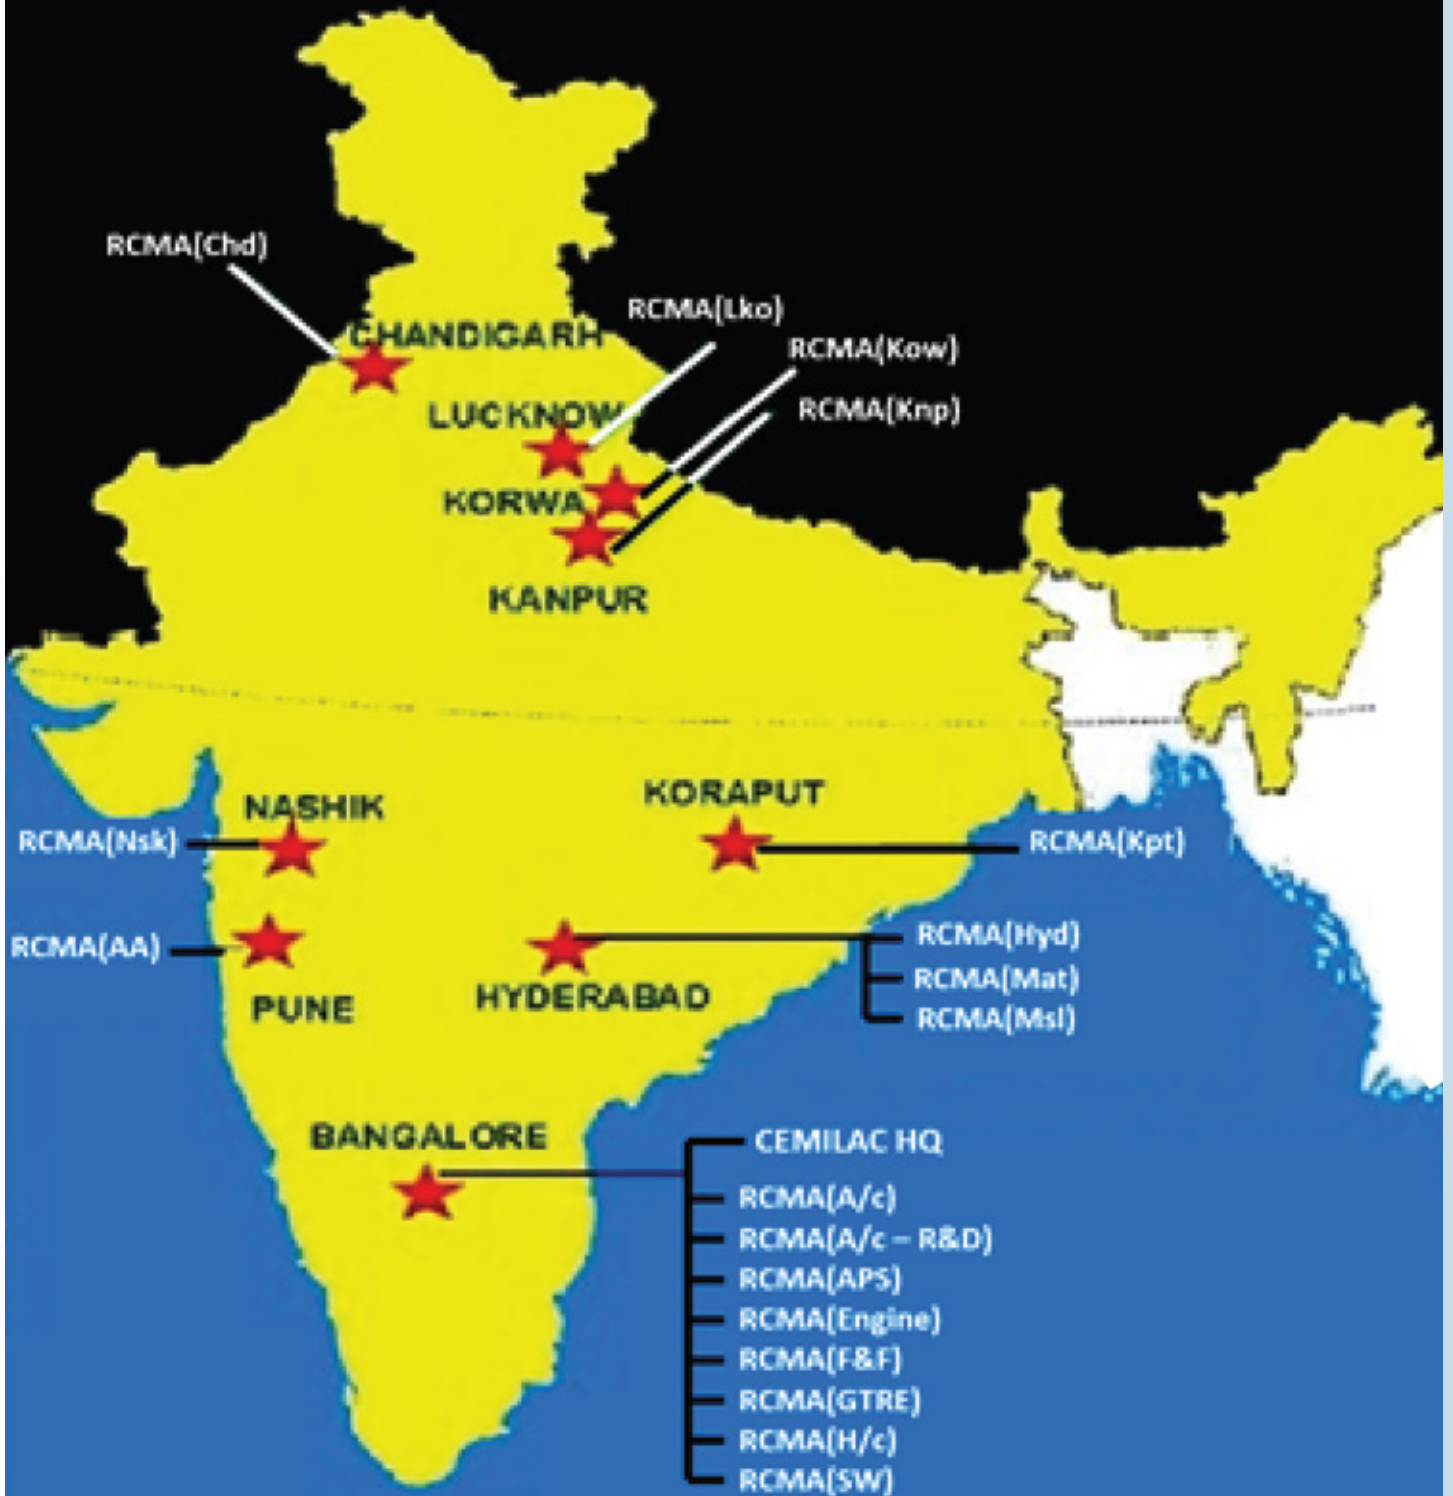 RCMA(Chd)
CHANDIGARH
RCMA(Lko)
RCMA(Kow)
LUCKNOW
RCMA(Knp)
KORWA
KANPUR
KORAPUT
NASHIK
RCMA(Nsk)
RCMA(Kpt)
RCMA(AA)
PUNE
HYDERABAD
RCMA(Hyd)
RCMA(Mat)
RCMA(Msl)
BANGALORE
CEMILAC HQ
RCMA(A/c)
RCMA(A/c – R&D)
RCMA(APS)
RCMA(Engine)
RCMA(F&F)
RCMA(GTRE)
RCMA(H/c)
RCMA(SW)